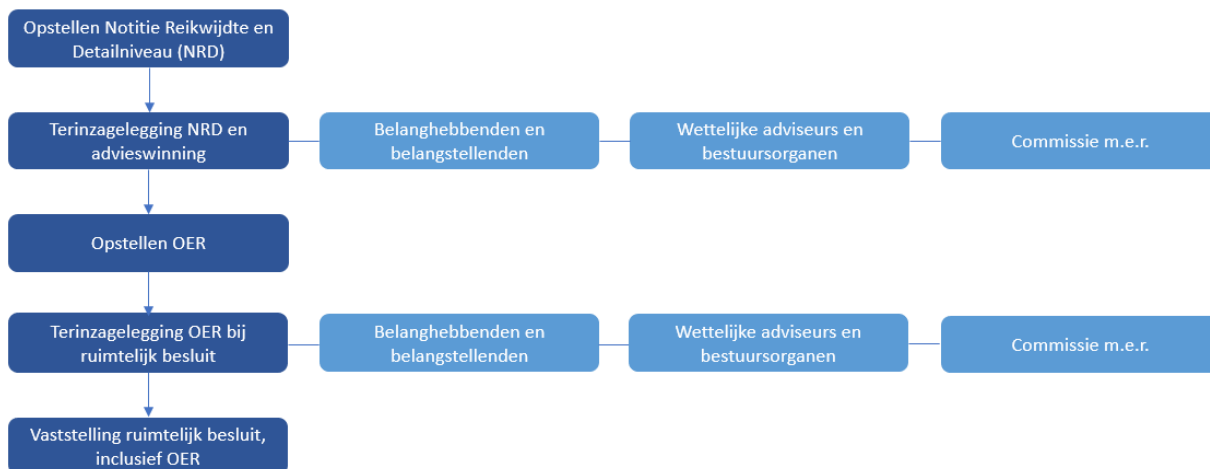 Opstellen Notitie Reikwijdte en
Detailniveau (NRD)
Terinzagelegging NRD en
advieswinning
Belanghebbenden en
belangstellenden
Wettelijke adviseurs en
bestuursorganen
Commissie m.e.r.
Opstellen OER
Terinzagelegging OER bij
ruimtelijk besluit
Belanghebbenden en
belangstellenden
Wettelijke adviseurs en
bestuursorganen
Commissie m.e.r.
Vaststelling ruimtelijk besluit,
inclusief OER